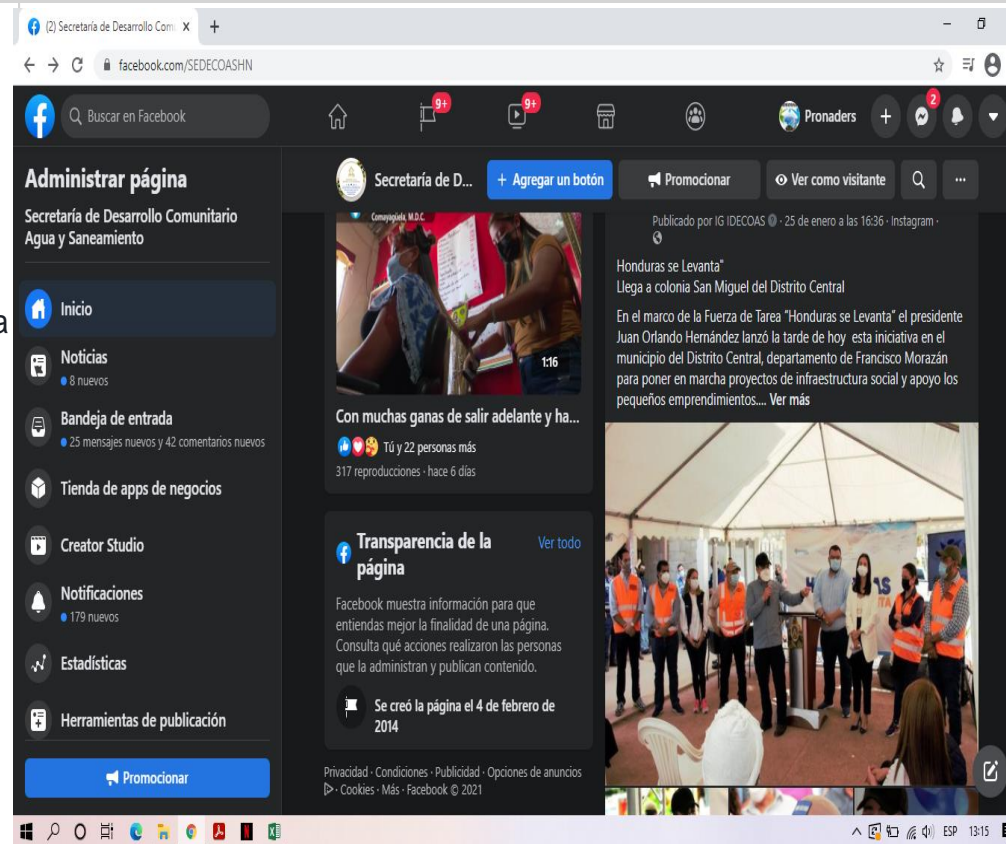 (2) Secretaría de Desarrollo Com
facebook.com/SEDECOASHN
Buscar en Facebook
9+
9+
Pronaders
2
Administrar página
Secretaría de Desarrollo Comunitario
Agua y Saneamiento
Inicio
a
Noticias
8 nuevos
Bandeja de entrada
25 mensajes nuevos y 42 comentarios nuevos
Tienda de apps de negocios
Creator Studio
Notificaciones
179 nuevos
Estadísticas
Herramientas de publicación
Promocionar
Secretaría de D...
+ Agregar un botón
Promocionar
Ver como visitante
Comayagüela, M.D.C.
1:16
Con muchas ganas de salir adelante y ha...
Tú y 22 personas más
317 reproducciones · hace 6 días
Transparencia de la
página
Ver todo
Facebook muestra información para que
entiendas mejor la finalidad de una página.
Consulta qué acciones realizaron las personas
que la administran y publican contenido.
Se creó la página el 4 de febrero de
2014
Privacidad · Condiciones · Publicidad · Opciones de anuncios
· Cookies · Más · Facebook © 2021
Publicado por IG IDECOAS · 25 de enero a las 16:36 · Instagram ·
Honduras se Levanta"
Llega a colonia San Miguel del Distrito Central
En el marco de la Fuerza de Tarea "Honduras se Levanta" el presidente
Juan Orlando Hernández lanzó la tarde de hoy esta iniciativa en el
municipio del Distrito Central, departamento de Francisco Morazán
para poner en marcha proyectos de infraestructura social y apoyo los
pequeños emprendimientos.... Ver más
ESP
13:15